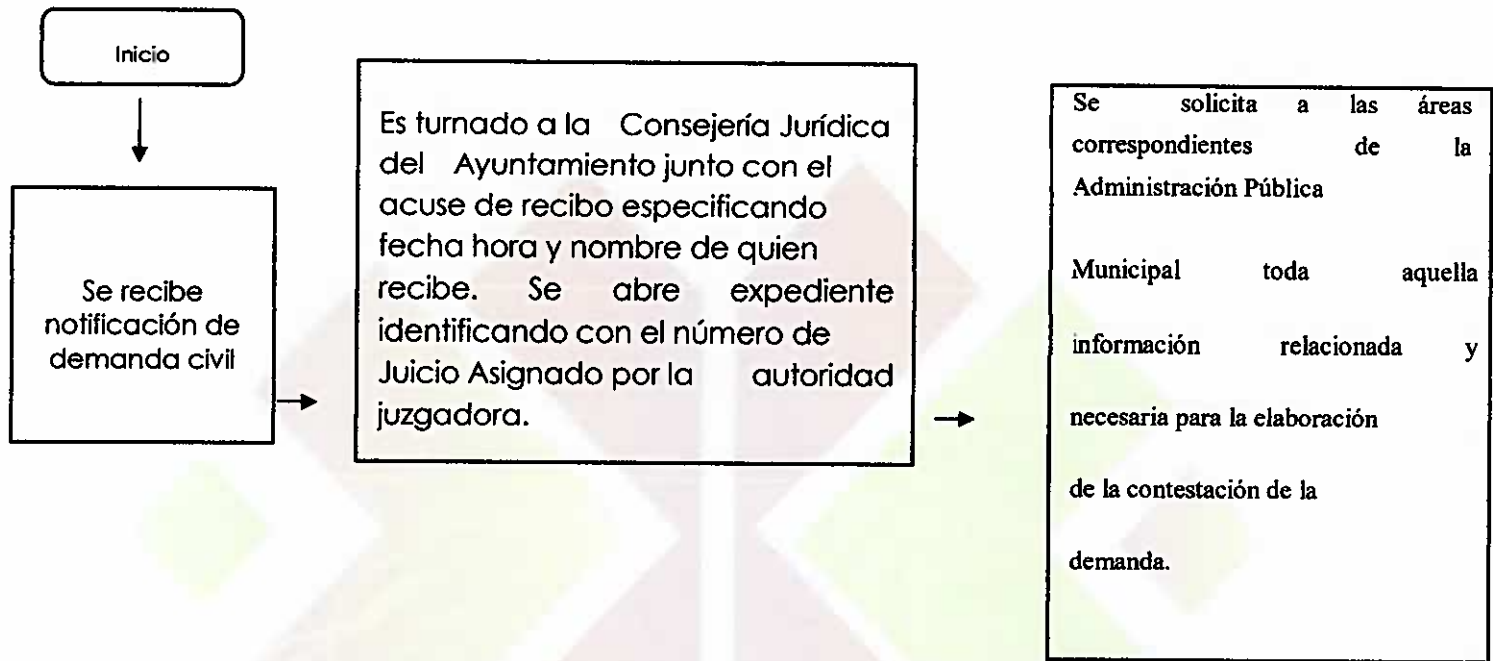 Inicio
Se recibe
notificación de
demanda civil
Es turnado a la Consejería Jurídica
del Ayuntamiento junto con el
acuse de recibo especificando
fecha hora y nombre de quien
recibe. Se abre expediente
identificando con el número de
Juicio Asignado por la autoridad
juzgadora.
Se solicita a las áreas
correspondientes de la
Administración Pública
Municipal toda aquella
información relacionada y
necesaria para la elaboración
de la contestación de la
demanda.